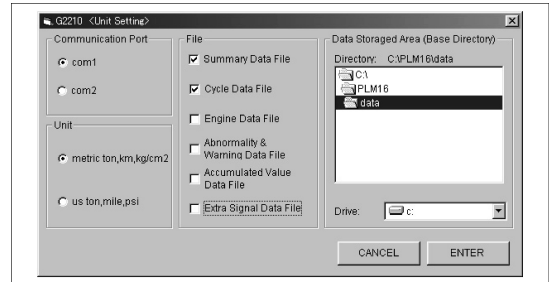 G2210 <Unit Setting>
Communication Port
com1
com2
Unit
metric ton,km,kg/cm2
us ton,mile,psi
File
Summary Data File
Cycle Data File
Engine Data File
Abnormality &
Warning Data File
Accumulated Value
Data File
Extra Signal Data File
Data Storaged Area (Base Directory)
Directory: C:\PLM16\data
C:\
PLM16
data
Drive: c:
CANCEL ENTER